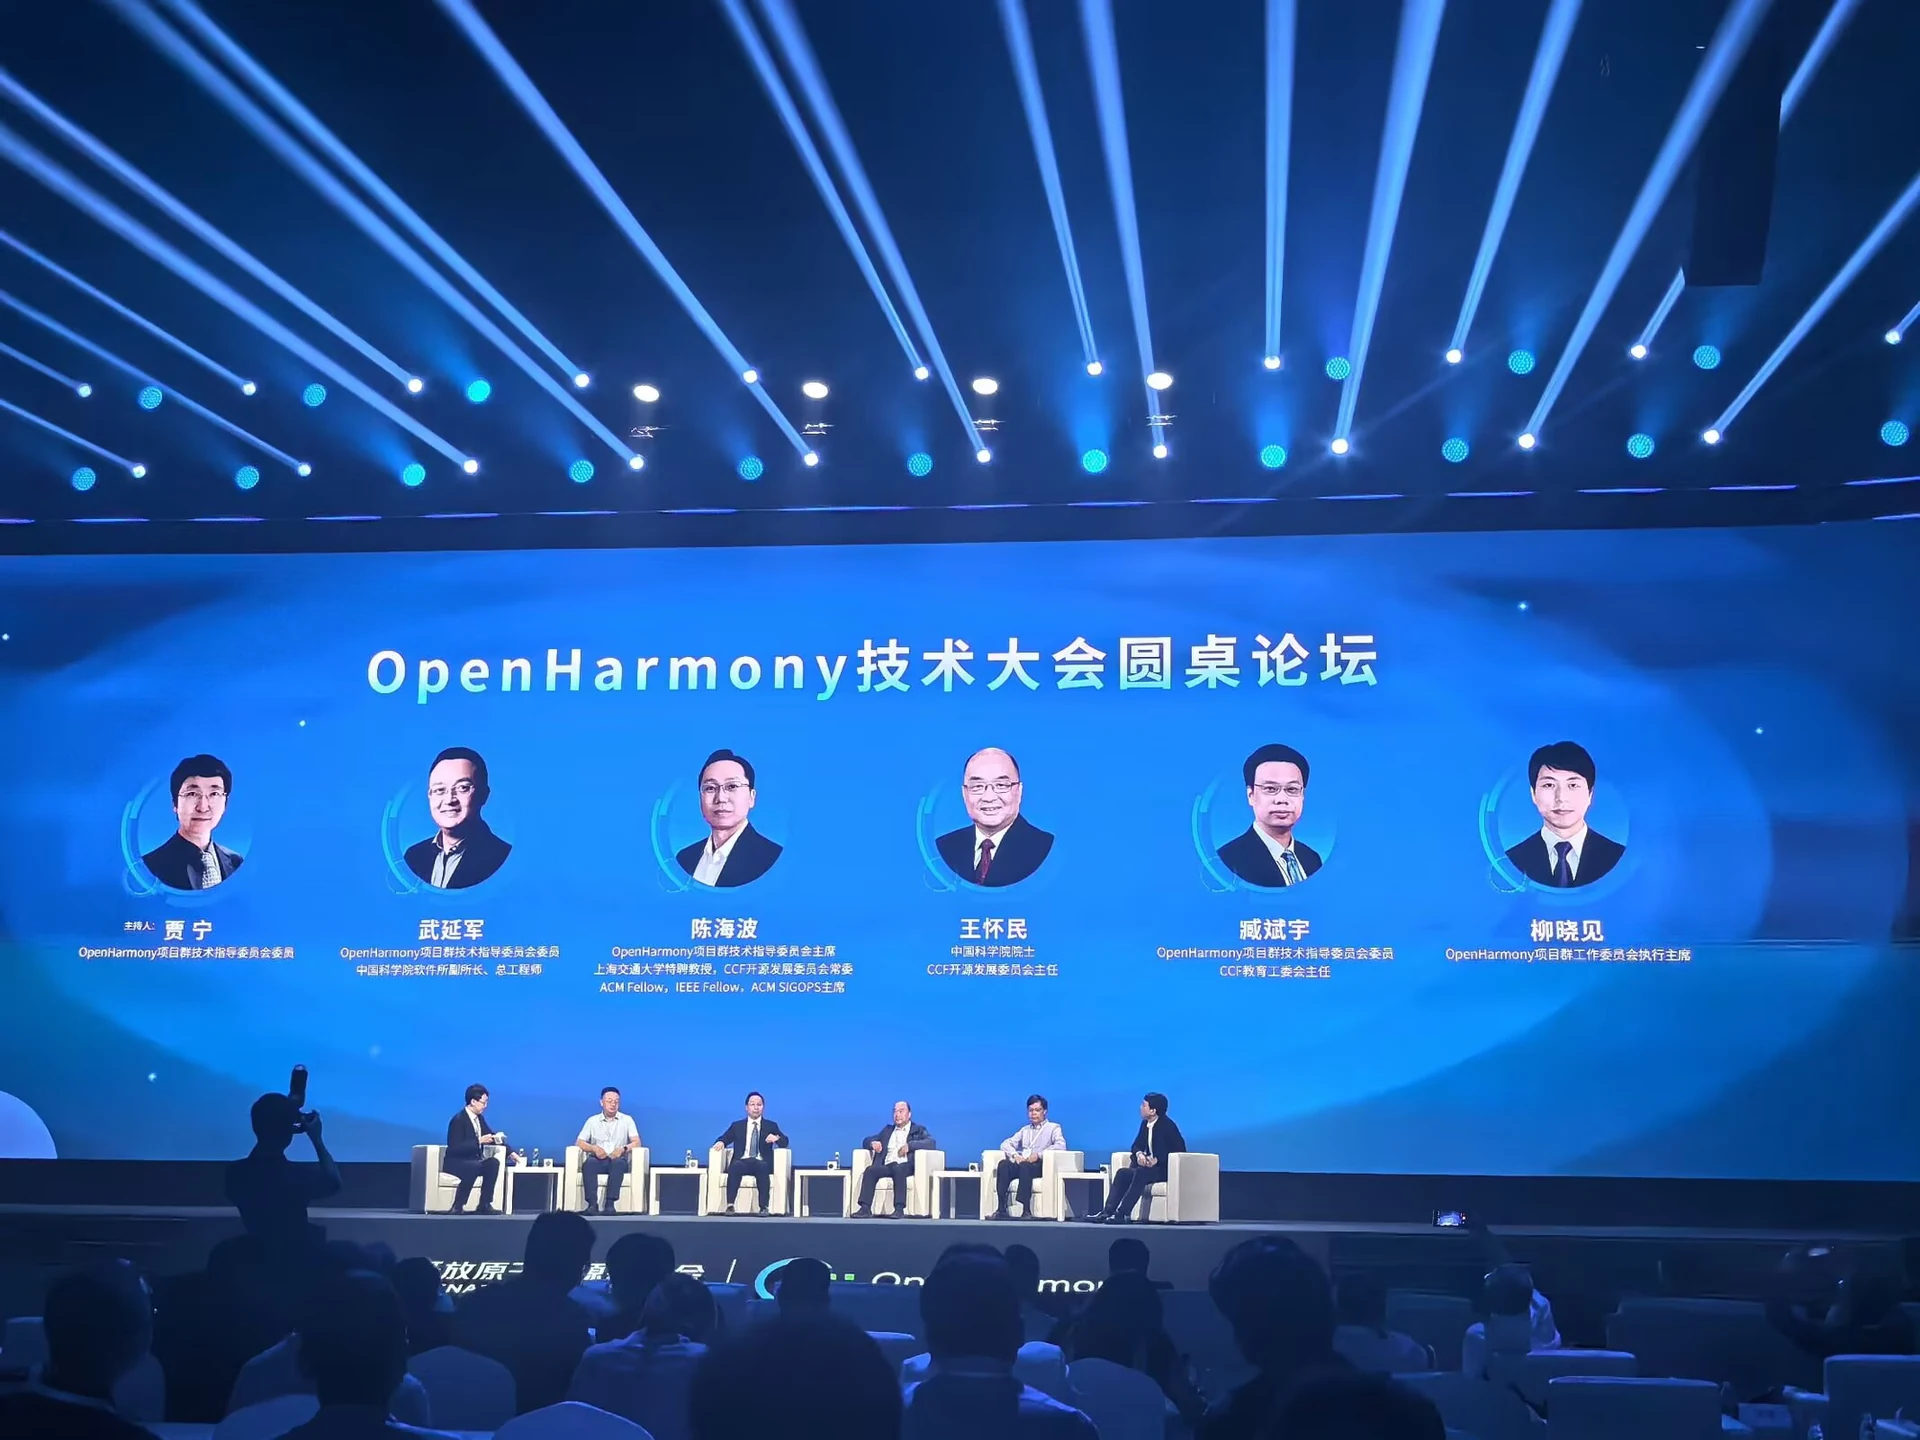 OpenHarmony技术大会圆桌论坛
主持人: 贾 宁
OpenHarmony项目群技术指导委员会委员
武延军
OpenHarmony项目群技术指导委员会委员
中国科学院软件所副所长、总工程师
陈海波
OpenHarmony项目群技术指导委员会主席
上海交通大学特聘教授，CCF开源发展委员会常委
ACM Fellow，IEEE Fellow，ACM SIGOPS主席
王怀民
中国科学院院士
CCF开源发展委员会主任
臧斌宇
OpenHarmony项目群技术指导委员会委员
CCF教育工委会主任
柳晓见
OpenHarmony项目群工作委员会执行主席
放原